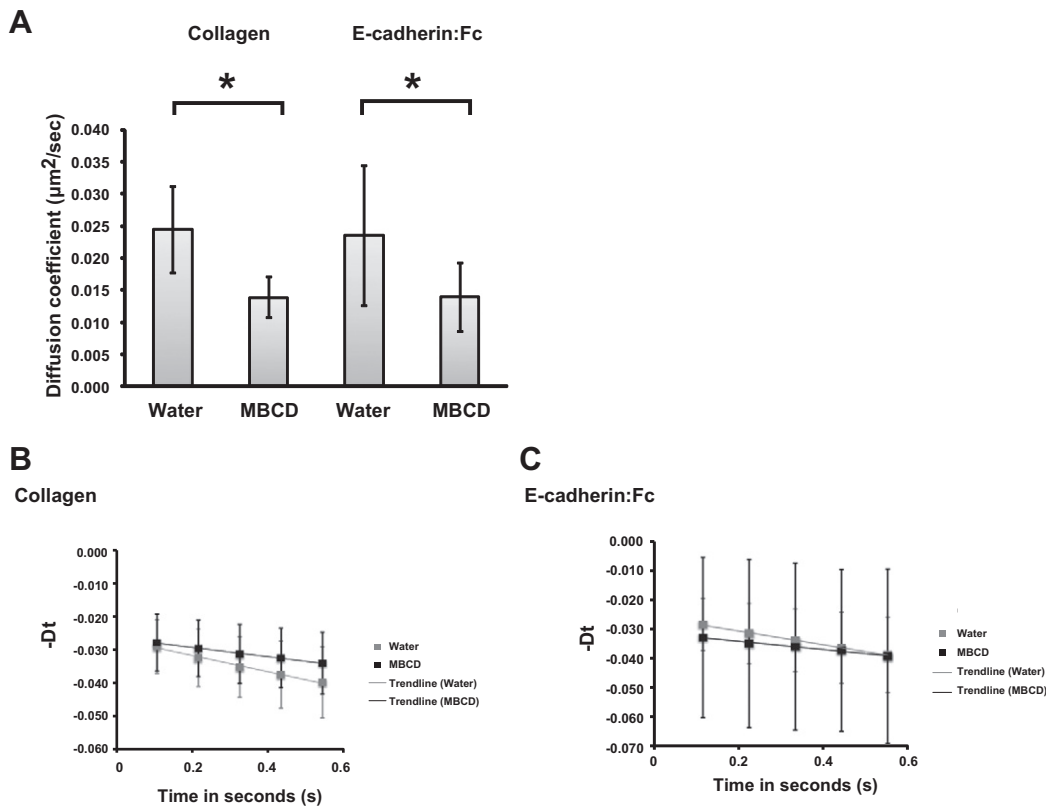 A
Collagen E-cadherin:Fc
* *
Diffusion coefficient (µm2/sec)
0.040
0.035
0.030
0.025
0.020
0.015
0.010
0.005
0.000
Water MBCD Water MBCD
B
Collagen
-Dt
0.000
-0.010
-0.020
-0.030
-0.040
-0.050
-0.060
0 0.2 0.4 0.6
Time in seconds (s)
Water
MBCD
Trendline (Water)
Trendline (MBCD)
C
E-cadherin:Fc
-Dt
0.000
-0.010
-0.020
-0.030
-0.040
-0.050
-0.060
-0.070
0 0.2 0.4 0.6
Time in seconds (s)
Water
MBCD
Trendline (Water)
Trendline (MBCD)